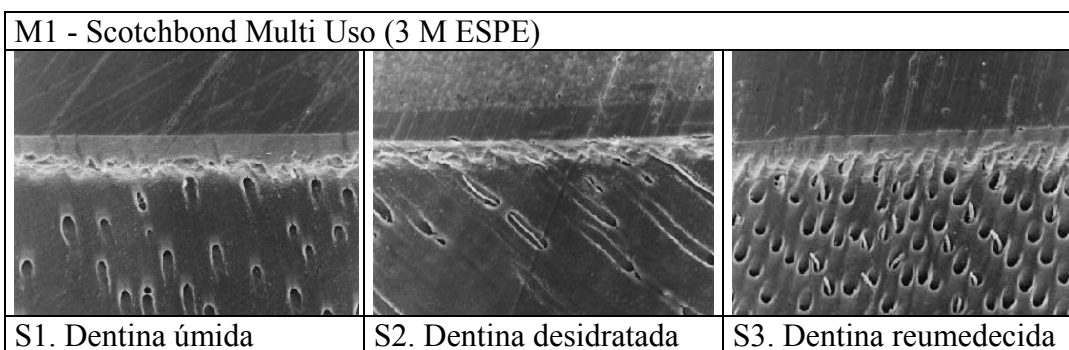 M1 - Scotchbond Multi Uso (3 M ESPE)
S1. Dentina úmida
S2. Dentina desidratada
S3. Dentina reumedecida